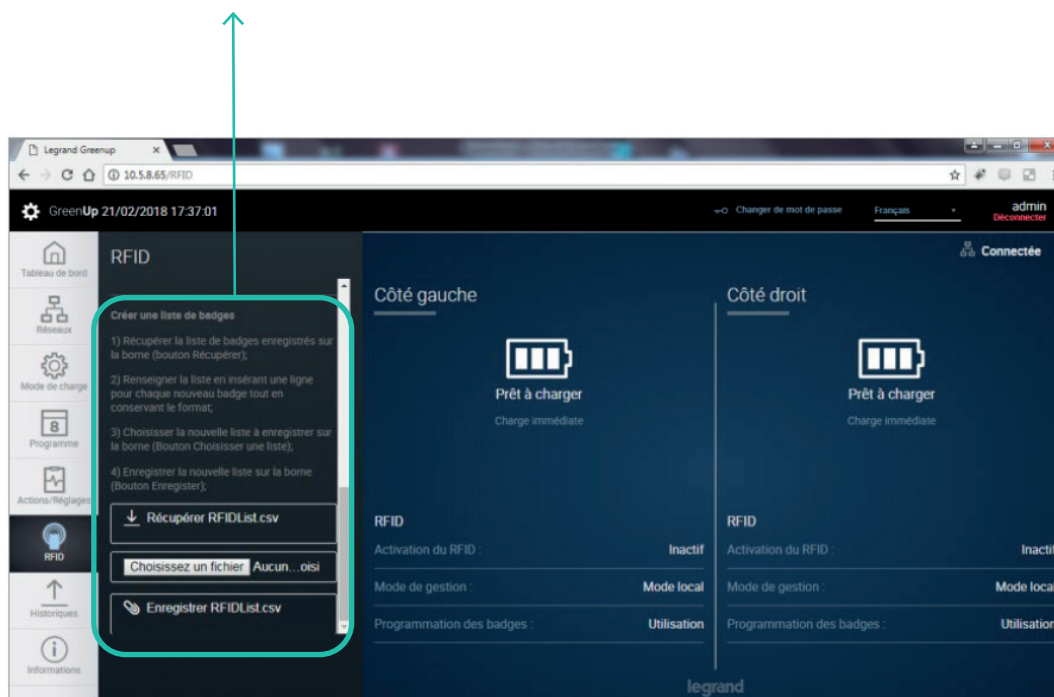 Legrand Greenup
10.5.8.65/RFID
GreenUp 21/02/2018 17:37:01
Changer de mot de passe
Français
admin
Déconnecter
Tableau de bord
Réseaux
Mode de charge
8
Programme
Actions/Réglages
RFID
Historiques
Informations
RFID
Créer une liste de badges
1) Récupérer la liste de badges enregistrés sur
la borne (bouton Récupérer);
2) Renseigner la liste en insérant une ligne
pour chaque nouveau badge tout en
conservant le format;
3) Choisisser la nouvelle liste à enregistrer sur
la borne (Bouton Choisisser une liste);
4) Enregistrer la nouvelle liste sur la borne
(Bouton Enregister);
Récupérer RFIDList.csv
Choisissez un fichier Aucun...oisi
Enregistrer RFIDList.csv
Connectée
Côté gauche
Prêt à charger
Charge immédiate
RFID
Activation du RFID : Inactif
Mode de gestion : Mode local
Programmation des badges : Utilisation
Côté droit
Prêt à charger
Charge immédiate
RFID
Activation du RFID : Inacti
Mode de gestion : Mode loca
Programmation des badges : Utilisation
legrand